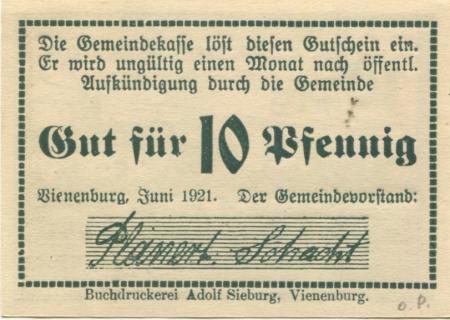 Die Gemeindekasse löst diesen Gutschein ein.
Er wird ungültig einen Monat nach öffentl.
Aufkündigung durch die Gemeinde
Gut für 10 Pfennig
Vienenburg, Juni 1921. Der Gemeindevorstand:
Planert. Schacht
Buchdruckerei Adolf Sieburg, Vienenburg.
o.P.